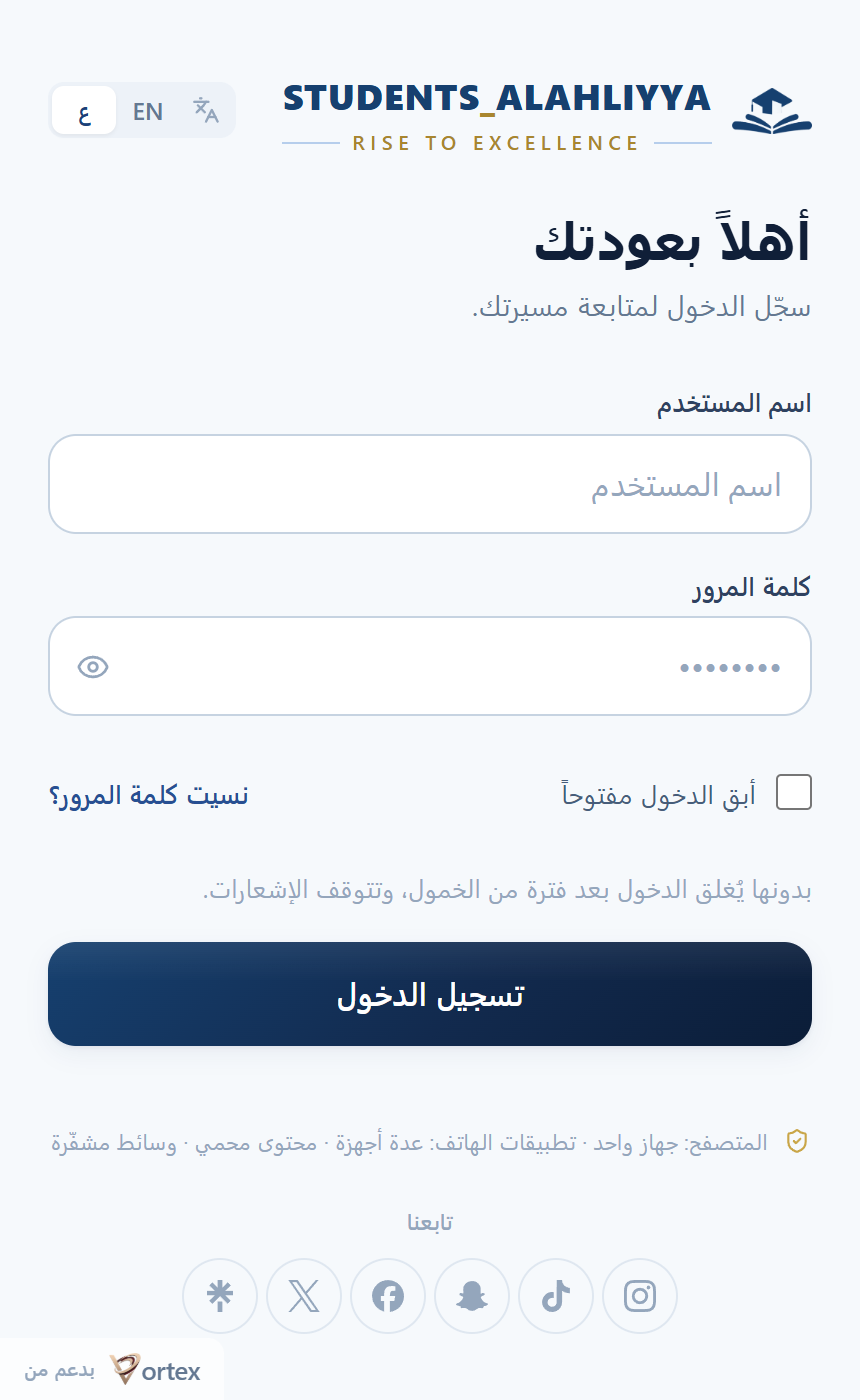 STUDENTS_ALAHLIYYA
RISE TO EXCELLENCE
EN
ع
أهلاً بعودتك
سجّل الدخول لمتابعة مسيرتك.
اسم المستخدم
اسم المستخدم
كلمة المرور
••••••••
أبقِ الدخول مفتوحاً
نسيت كلمة المرور؟
بدونها يُغلق الدخول بعد فترة من الخمول، وتتوقف الإشعارات.
تسجيل الدخول
المتصفح: جهاز واحد · تطبيقات الهاتف: عدة أجهزة · محتوى محمي · وسائط مشفّرة
تابعنا
بدعم من Vortex